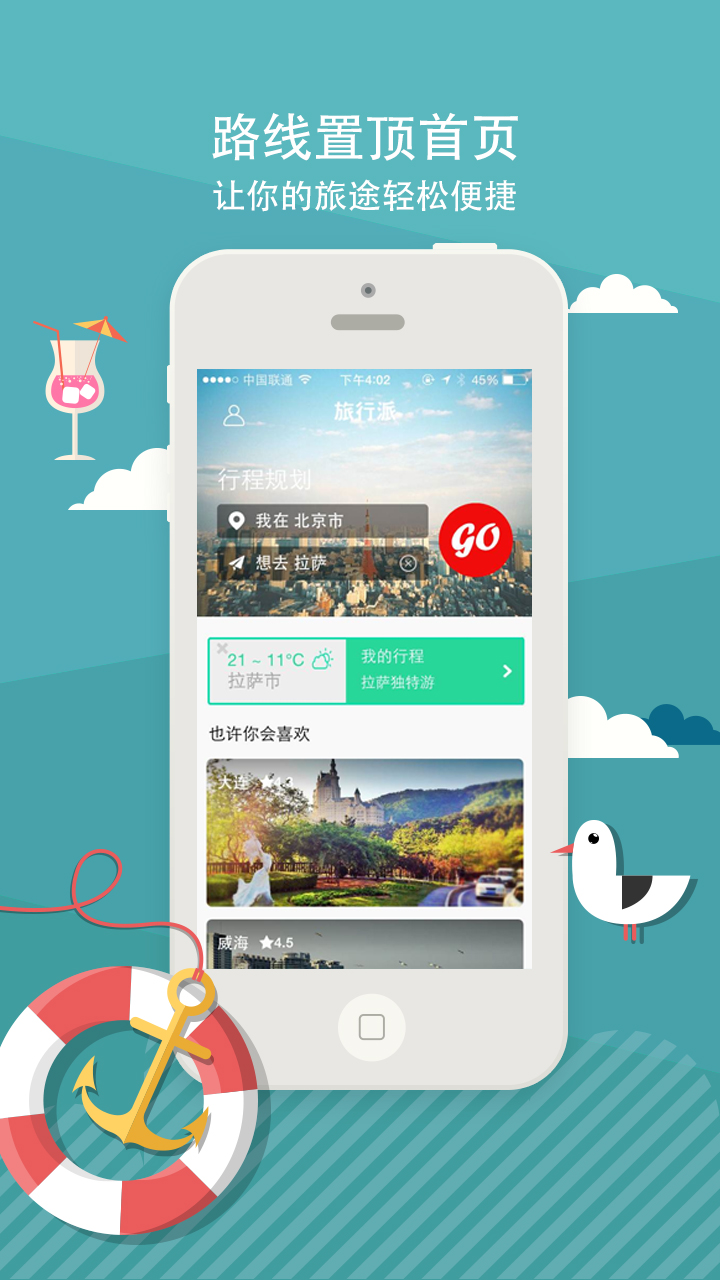 路线置顶首页
让你的旅途轻松便捷
中国联通 下午4:02 45%
旅行派
行程规划
我在 北京市
GO
想去 拉萨
21 ~ 11°C
拉萨市
我的行程
拉萨独特游
也许你会喜欢
大连 ★4.3
威海 ★4.5